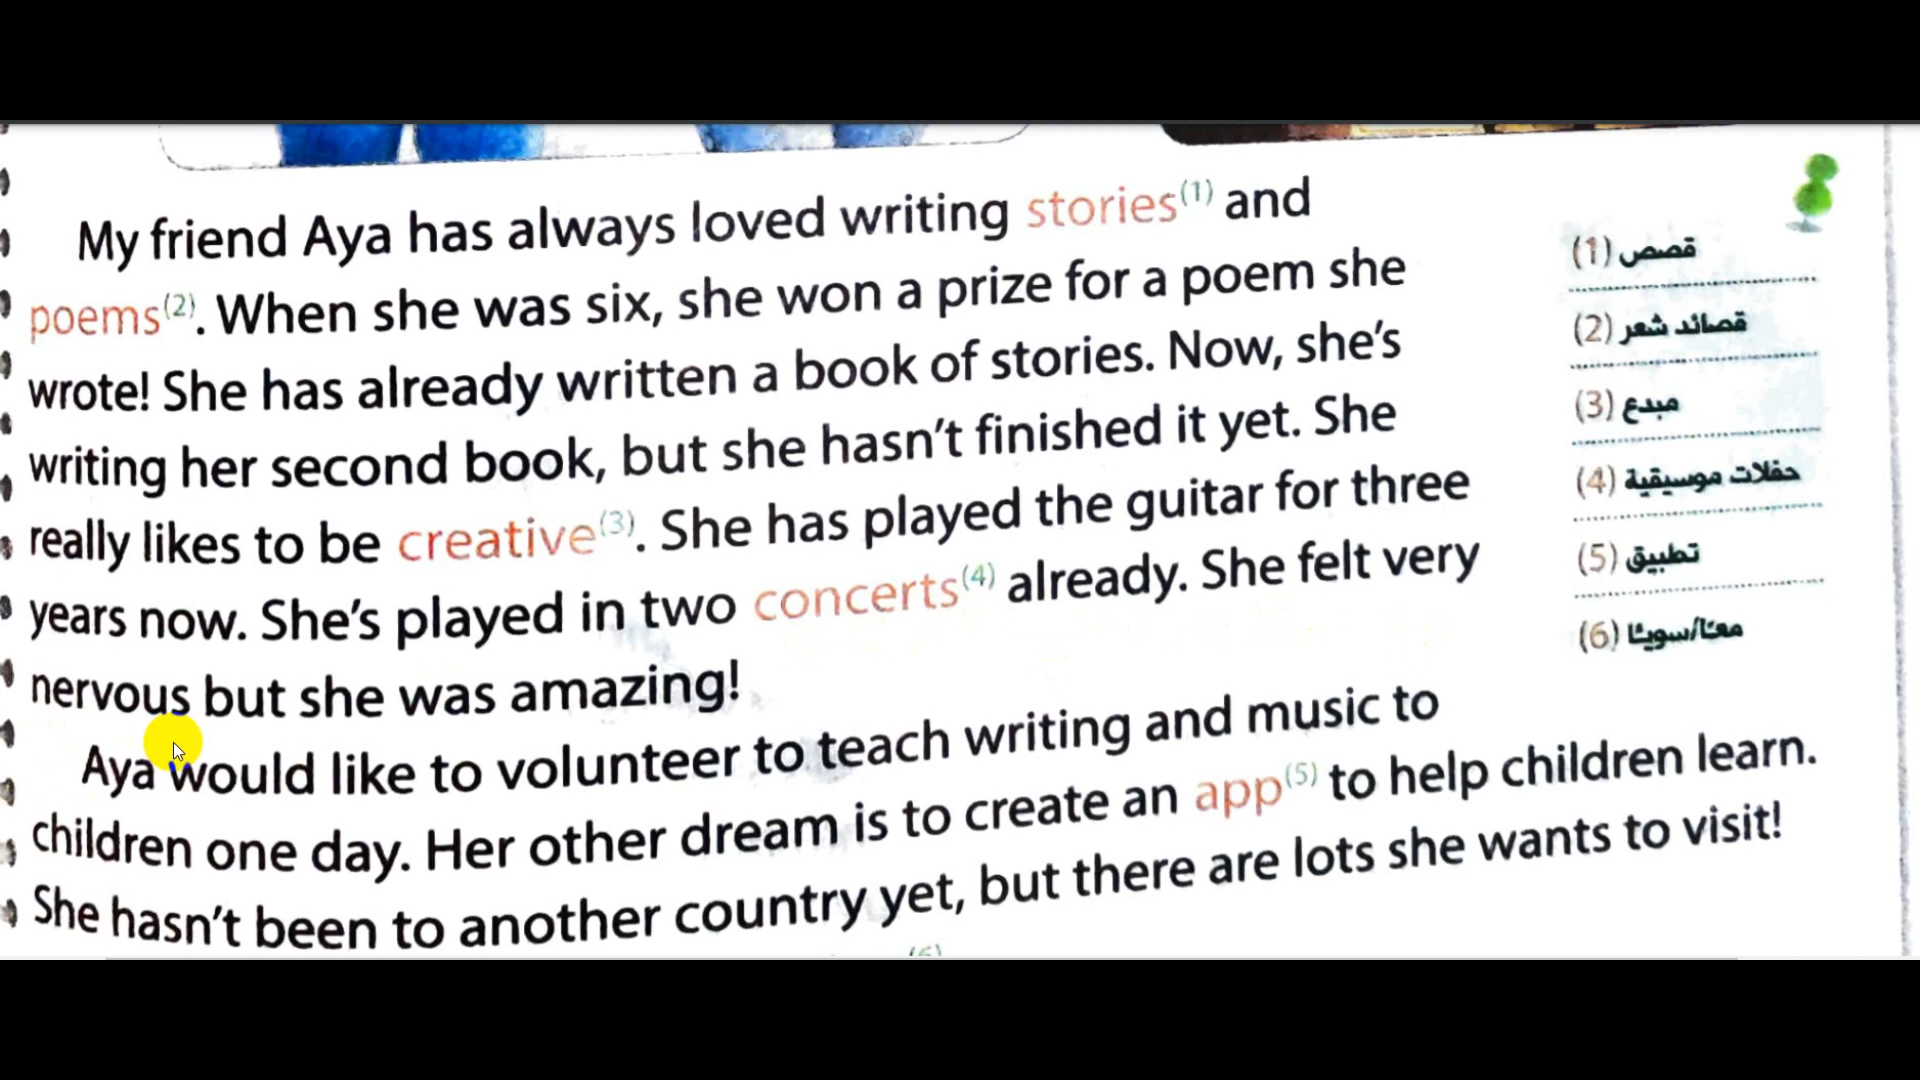 My friend Aya has always loved writing stories(1) and
poems(2). When she was six, she won a prize for a poem she
wrote! She has already written a book of stories. Now, she's
writing her second book, but she hasn't finished it yet. She
really likes to be creative(3). She has played the guitar for three
years now. She's played in two concerts(4) already. She felt very
nervous but she was amazing!
Aya would like to volunteer to teach writing and music to
children one day. Her other dream is to create an app(5) to help children learn.
She hasn't been to another country yet, but there are lots she wants to visit!
(6)
(1) قصص
(2) قصائد شعر
(3) مبدع
(4) حفلات موسيقية
(5) تطبيق
(6) معًا/سويًا